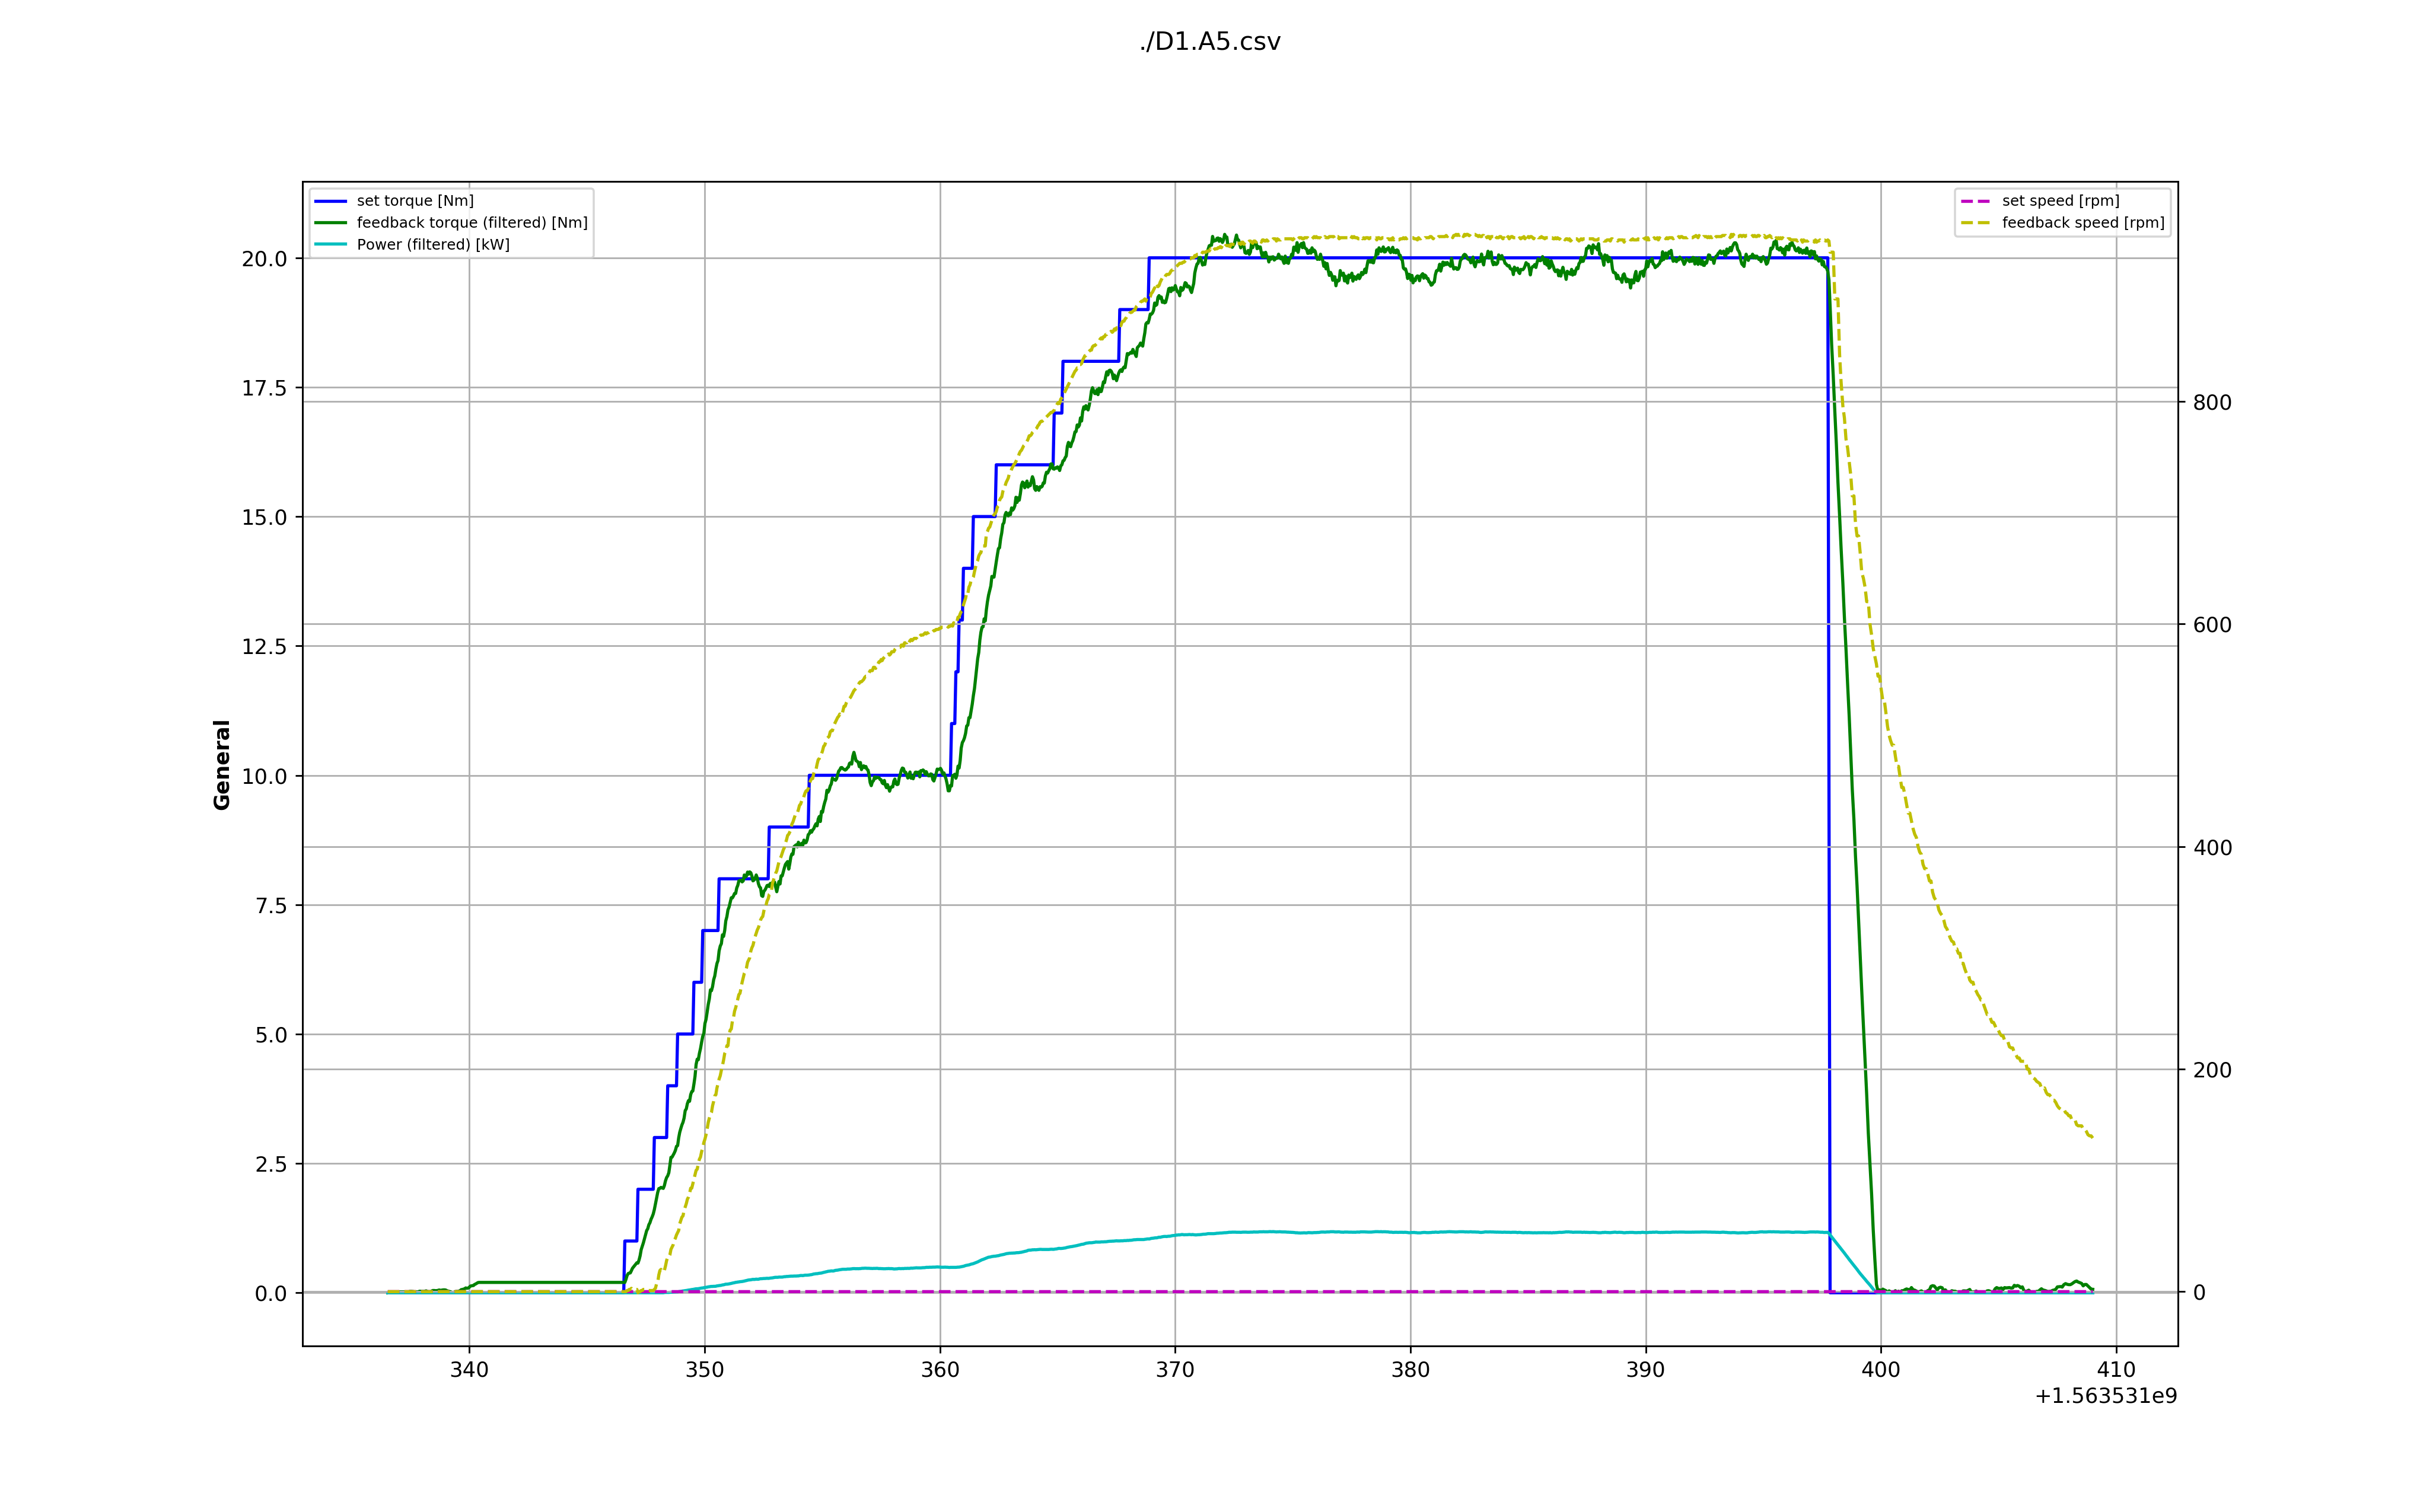 ./D1.A5.csv
set torque [Nm]
feedback torque (filtered) [Nm]
Power (filtered) [kW]
set speed [rpm]
feedback speed [rpm]
General
20.0
17.5
15.0
12.5
10.0
7.5
5.0
2.5
0.0
800
600
400
200
0
340 350 360 370 380 390 400 410
+1.563531e9